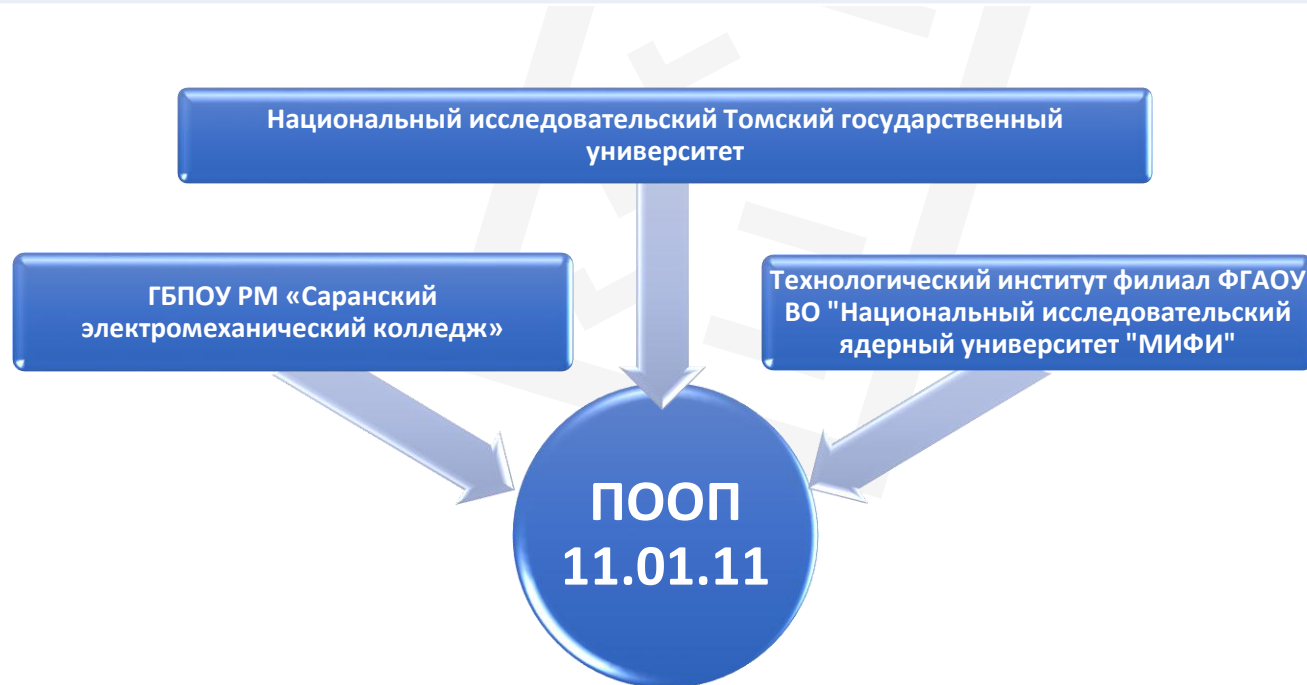 Национальный исследовательский Томский государственный
университет
ГБПОУ РМ «Саранский
электромеханический колледж»
Технологический институт филиал ФГАОУ
ВО "Национальный исследовательский
ядерный университет "МИФИ"
ПООП
11.01.11